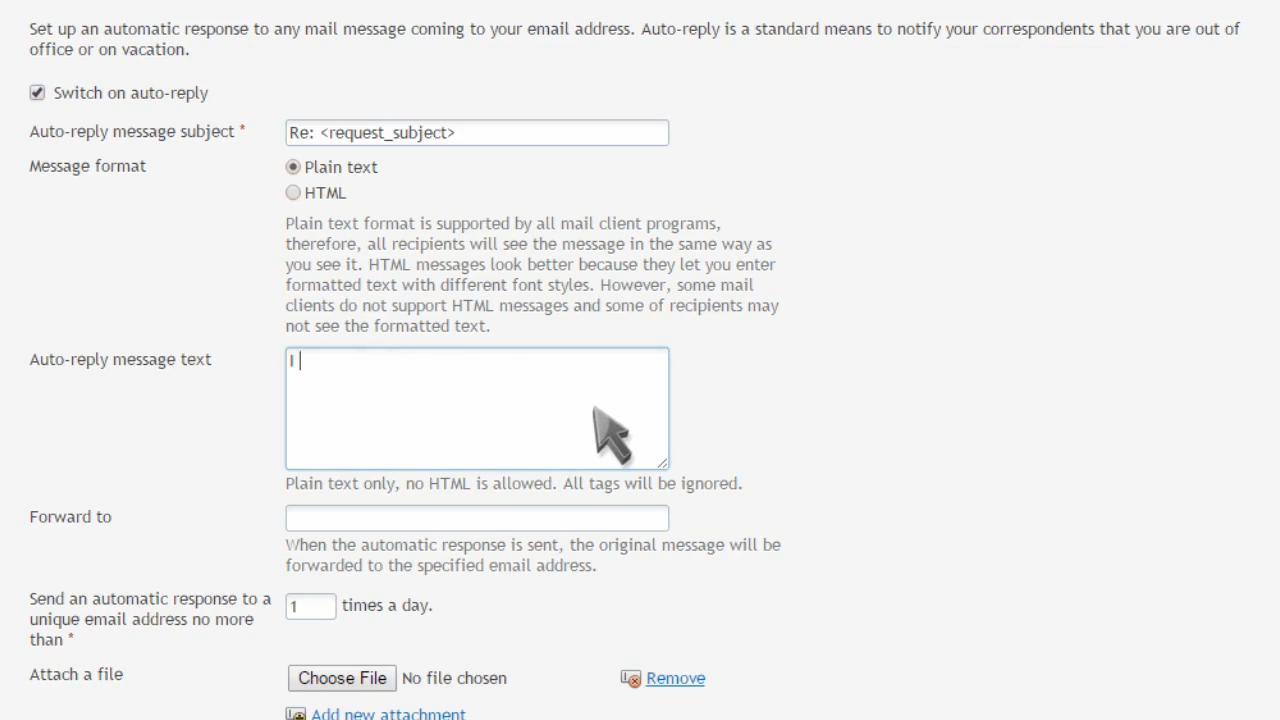 Set up an automatic response to any mail message coming to your email address. Auto-reply is a standard means to notify your correspondents that you are out of
office or on vacation.
Switch on auto-reply
Auto-reply message subject *
Re: <request_subject>
Message format
Plain text
HTML
Plain text format is supported by all mail client programs,
therefore, all recipients will see the message in the same way as
you see it. HTML messages look better because they let you enter
formatted text with different font styles. However, some mail
clients do not support HTML messages and some of recipients may
not see the formatted text.
Auto-reply message text
I
Plain text only, no HTML is allowed. All tags will be ignored.
Forward to
When the automatic response is sent, the original message will be
forwarded to the specified email address.
Send an automatic response to a
unique email address no more
than *
1 times a day.
Attach a file
Choose File No file chosen
Remove
Add new attachment